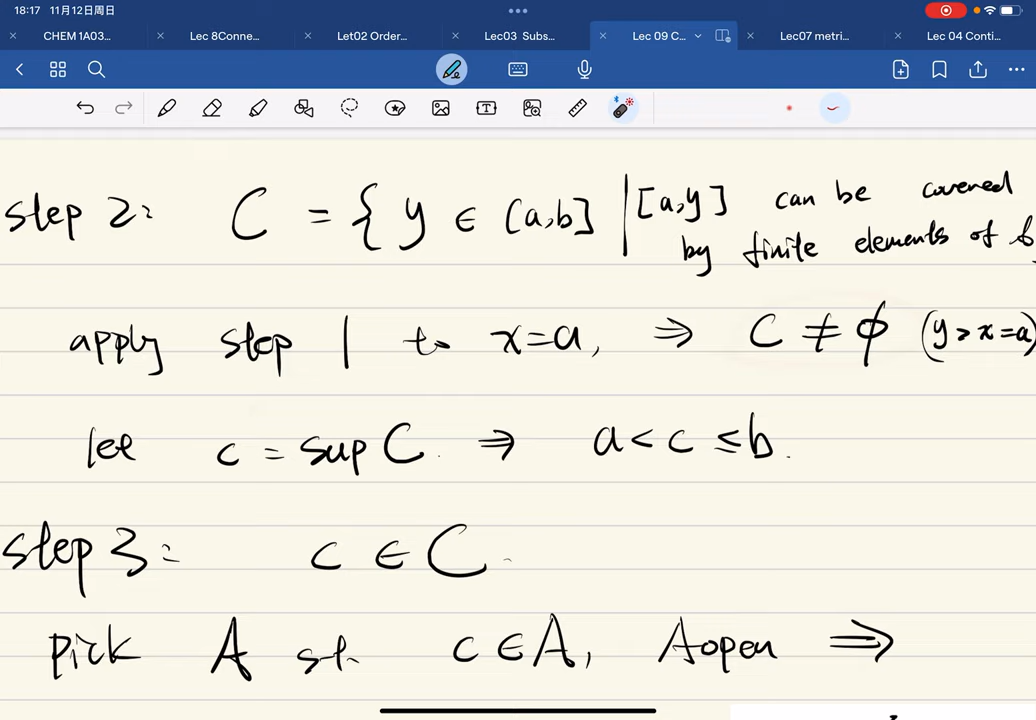 18:17 11月12日周日
CHEM 1A03... Lec 8Conne... Let02 Order... Lec03 Subs... Lec 09 C... Lec07 metri... Lec 04 Conti...
step 2: C = { y ∈ [a,b] | [a,y] can be covered
by finite elements of
apply step 1 to x=a, ⇒ C ≠ ϕ (y > x = a)
let c = sup C. ⇒ a < c ≤ b.
step 3: c ∈ C.
pick A st. c ∈ A, A open ⇒